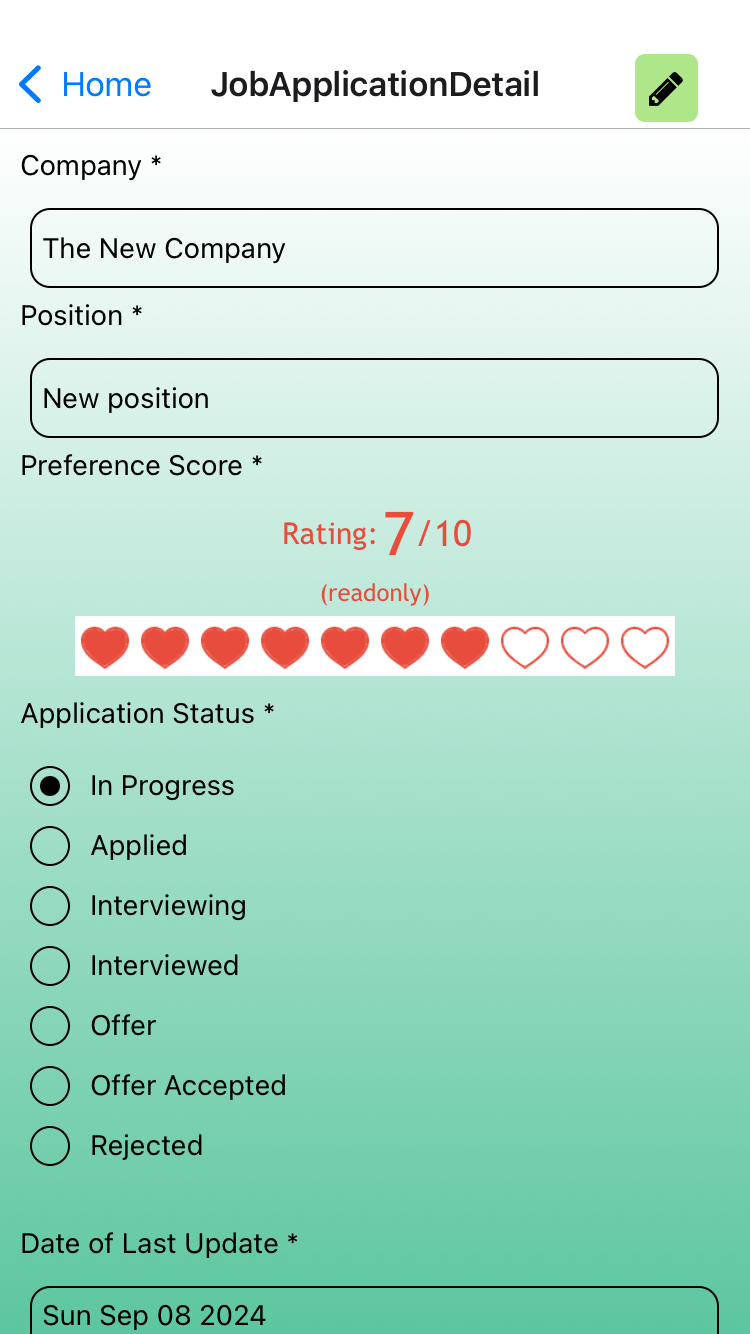 Home JobApplicationDetail
Company *
The New Company
Position *
New position
Preference Score *
Rating: 7/10
(readonly)
Application Status *
In Progress
Applied
Interviewing
Interviewed
Offer
Offer Accepted
Rejected
Date of Last Update *
Sun Sep 08 2024